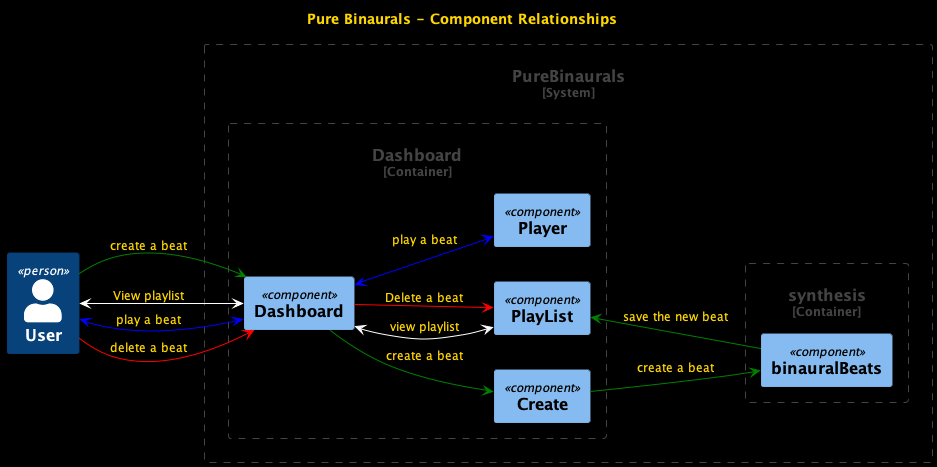 Pure Binaurals - Component Relationships
PureBinaurals
[System]
Dashboard
[Container]
«component»
Player
play a beat
create a beat
«person»
User
View playlist
play a beat
delete a beat
«component»
Dashboard
Delete a beat
view playlist
create a beat
«component»
PlayList
«component»
Create
synthesis
[Container]
save the new beat
create a beat
«component»
binauralBeats